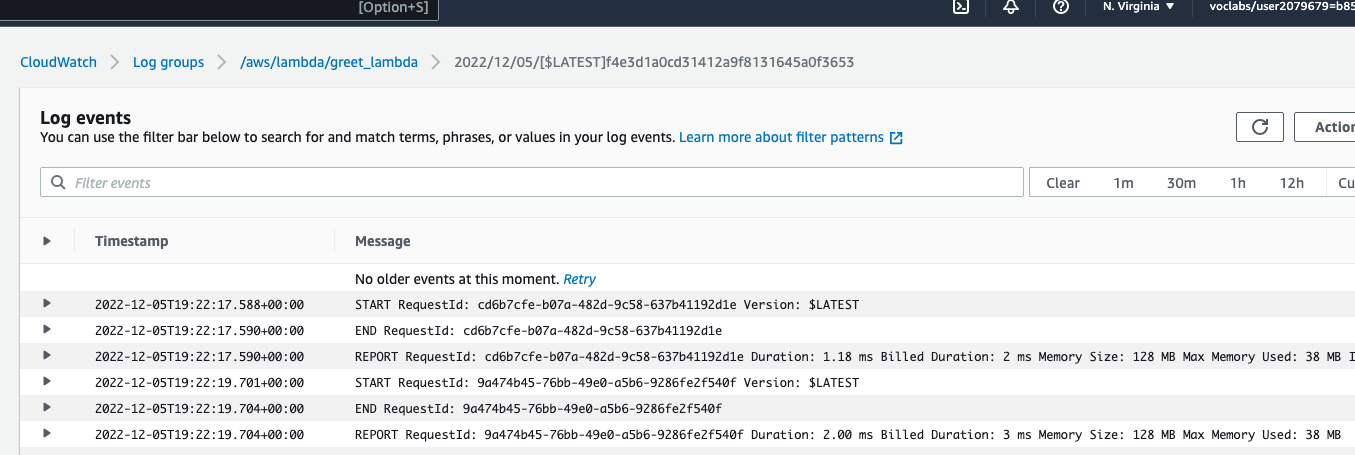 [Option+S]
N. Virginia ▼ voclabs/user2079679=b85
CloudWatch > Log groups > /aws/lambda/greet_lambda > 2022/12/05/[$LATEST]f4e3d1a0cd31412a9f8131645a0f3653
Log events
You can use the filter bar below to search for and match terms, phrases, or values in your log events. Learn more about filter patterns
Action
Filter events
Clear 1m 30m 1h 12h Cu
Timestamp Message
No older events at this moment. Retry
2022-12-05T19:22:17.588+00:00 START RequestId: cd6b7cfe-b07a-482d-9c58-637b41192d1e Version: $LATEST
2022-12-05T19:22:17.590+00:00 END RequestId: cd6b7cfe-b07a-482d-9c58-637b41192d1e
2022-12-05T19:22:17.590+00:00 REPORT RequestId: cd6b7cfe-b07a-482d-9c58-637b41192d1e Duration: 1.18 ms Billed Duration: 2 ms Memory Size: 128 MB Max Memory Used: 38 MB I
2022-12-05T19:22:19.701+00:00 START RequestId: 9a474b45-76bb-49e0-a5b6-9286fe2f540f Version: $LATEST
2022-12-05T19:22:19.704+00:00 END RequestId: 9a474b45-76bb-49e0-a5b6-9286fe2f540f
2022-12-05T19:22:19.704+00:00 REPORT RequestId: 9a474b45-76bb-49e0-a5b6-9286fe2f540f Duration: 2.00 ms Billed Duration: 3 ms Memory Size: 128 MB Max Memory Used: 38 MB